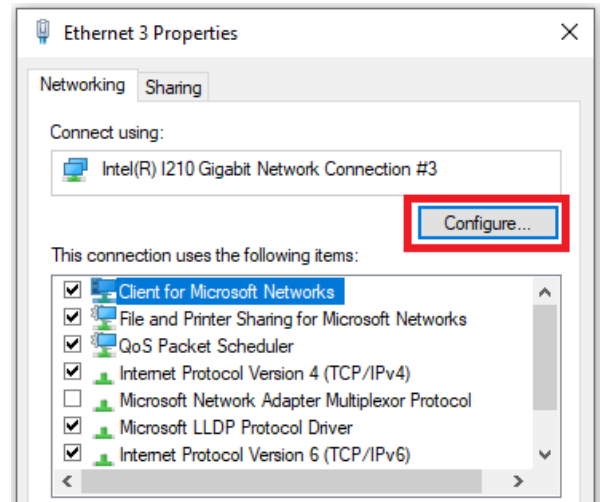 Ethernet 3 Properties
Networking Sharing
Connect using:
Intel(R) I210 Gigabit Network Connection #3
Configure...
This connection uses the following items:
Client for Microsoft Networks
File and Printer Sharing for Microsoft Networks
QoS Packet Scheduler
Internet Protocol Version 4 (TCP/IPv4)
Microsoft Network Adapter Multiplexor Protocol
Microsoft LLDP Protocol Driver
Internet Protocol Version 6 (TCP/IPv6)